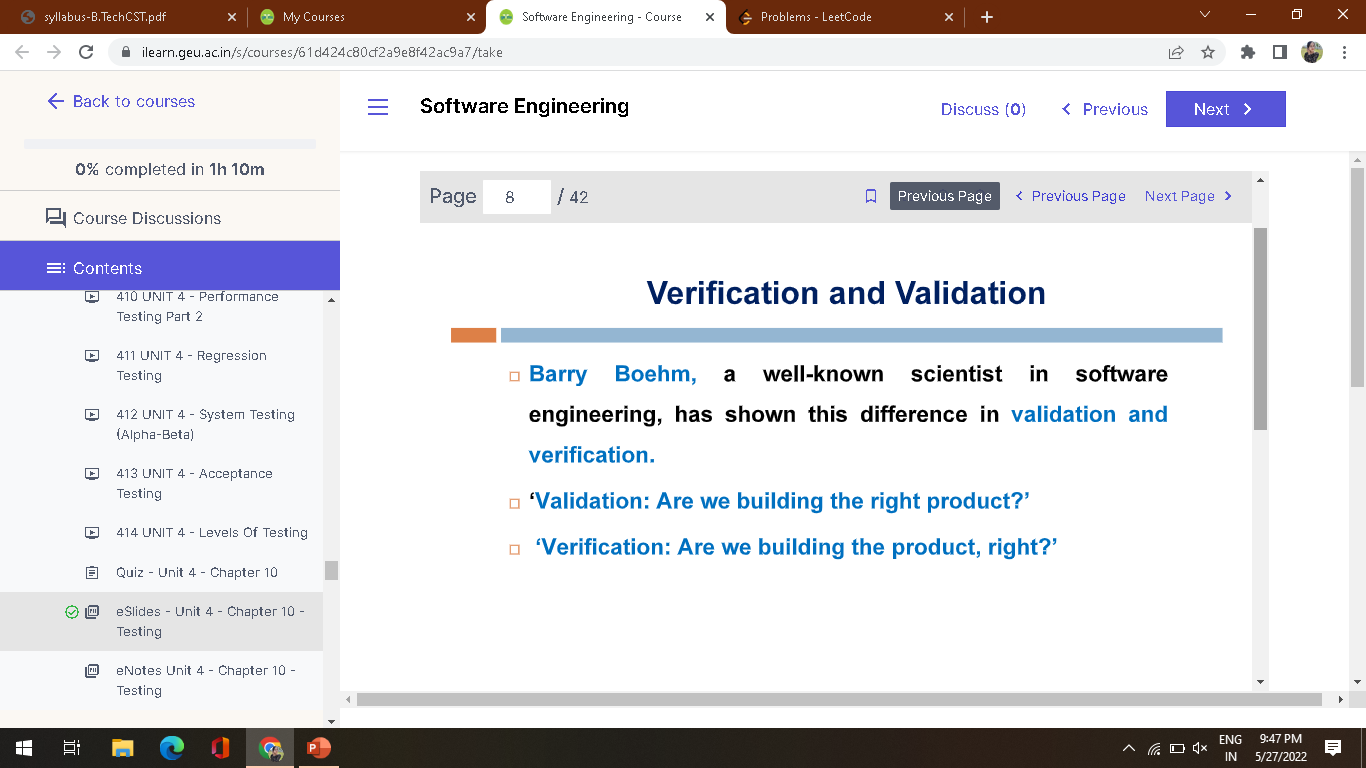 syllabus-B.TechCST.pdf
My Courses
Software Engineering - Course
Problems - LeetCode
ilearn.geu.ac.in/s/courses/61d424c80cf2a9e8f42ac9a7/take
Back to courses
0% completed in 1h 10m
Course Discussions
Contents
410 UNIT 4 - Performance
Testing Part 2
411 UNIT 4 - Regression
Testing
412 UNIT 4 - System Testing
(Alpha-Beta)
413 UNIT 4 - Acceptance
Testing
414 UNIT 4 - Levels Of Testing
Quiz - Unit 4 - Chapter 10
eSlides - Unit 4 - Chapter 10 -
Testing
eNotes Unit 4 - Chapter 10 -
Testing
Software Engineering
Discuss (0)
Previous
Next
Page 8 / 42
Previous Page
Previous Page
Next Page
Verification and Validation
Barry Boehm, a well-known scientist in software
engineering, has shown this difference in validation and
verification.
‘Validation: Are we building the right product?’
‘Verification: Are we building the product, right?’
ENG
IN
9:47 PM
5/27/2022